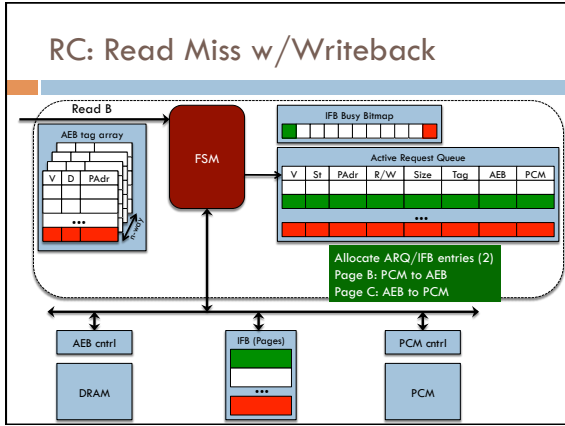 RC: Read Miss w/Writeback
Read B
AEB tag array
V D PAdr
•••
n-way
FSM
IFB Busy Bitmap
Active Request Queue
V St PAdr R/W Size Tag AEB PCM
•••
Allocate ARQ/IFB entries (2)
Page B: PCM to AEB
Page C: AEB to PCM
AEB cntrl
IFB (Pages)
PCM cntrl
DRAM
•••
PCM